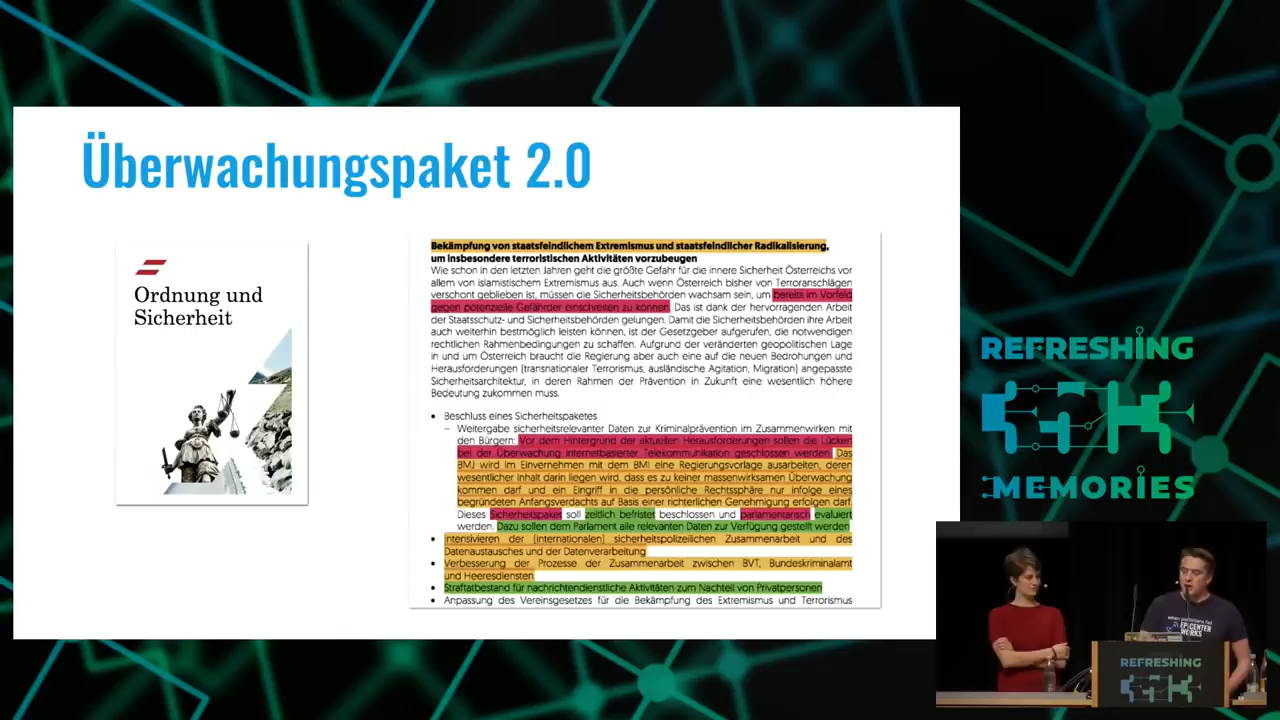 Überwachungspaket 2.0
Ordnung und
Sicherheit
Bekämpfung von staatsfeindlichem Extremismus und staatsfeindlicher Radikalisierung,
um insbesondere terroristischen Aktivitäten vorzubeugen
Wie schon in den letzten Jahren geht die größte Gefahr für die innere Sicherheit Österreichs vor
allem von islamistischem Extremismus aus. Auch wenn Österreich bisher von Terroranschlägen
verschont geblieben ist, müssen die Sicherheitsbehörden wachsam sein, um bereits im Vorfeld
gegen potenzielle Gefährder einschreiten zu können. Das ist dank der hervorragenden Arbeit
der Staatsschutz- und Sicherheitsbehörden gelungen. Damit die Sicherheitsbehörden ihre Arbeit
auch weiterhin bestmöglich leisten können, ist der Gesetzgeber aufgerufen, die notwendigen
rechtlichen Rahmenbedingungen zu schaffen. Aufgrund der veränderten geopolitischen Lage
in und um Österreich braucht die Regierung aber auch eine auf die neuen Bedrohungen und
Herausforderungen (transnationaler Terrorismus, ausländische Agitation, Migration) angepasste
Sicherheitsarchitektur, in deren Rahmen der Prävention in Zukunft eine wesentlich höhere
Bedeutung zukommen muss.
• Beschluss eines Sicherheitspaketes
– Weitergabe sicherheitsrelevanter Daten zur Kriminalprävention im Zusammenwirken mit
den Bürgern: Vor dem Hintergrund der aktuellen Herausforderungen sollen die Lücken
bei der Überwachung internetbasierter Telekommunikation geschlossen werden. Das
BMJ wird im Einvernehmen mit dem BMI eine Regierungsvorlage ausarbeiten, deren
wesentlicher Inhalt darin liegen wird, dass es zu keiner massenwirksamen Überwachung
kommen darf und ein Eingriff in die persönliche Rechtssphäre nur infolge eines
begründeten Anfangsverdachts auf Basis einer richterlichen Genehmigung erfolgen darf.
Dieses Sicherheitspaket soll zeitlich befristet beschlossen und parlamentarisch evaluiert
werden. Dazu sollen dem Parlament alle relevanten Daten zur Verfügung gestellt werden
• Intensivieren der (internationalen) sicherheitspolizeilichen Zusammenarbeit und des
Datenaustausches und der Datenverarbeitung
• Verbesserung der Prozesse der Zusammenarbeit zwischen BVT, Bundeskriminalamt
und Heeresdiensten
• Straftatbestand für nachrichtendienstliche Aktivitäten zum Nachteil von Privatpersonen
• Anpassung des Vereinsgesetzes für die Bekämpfung des Extremismus und Terrorismus
REFRESHING
MEMORIES
REFRESHING